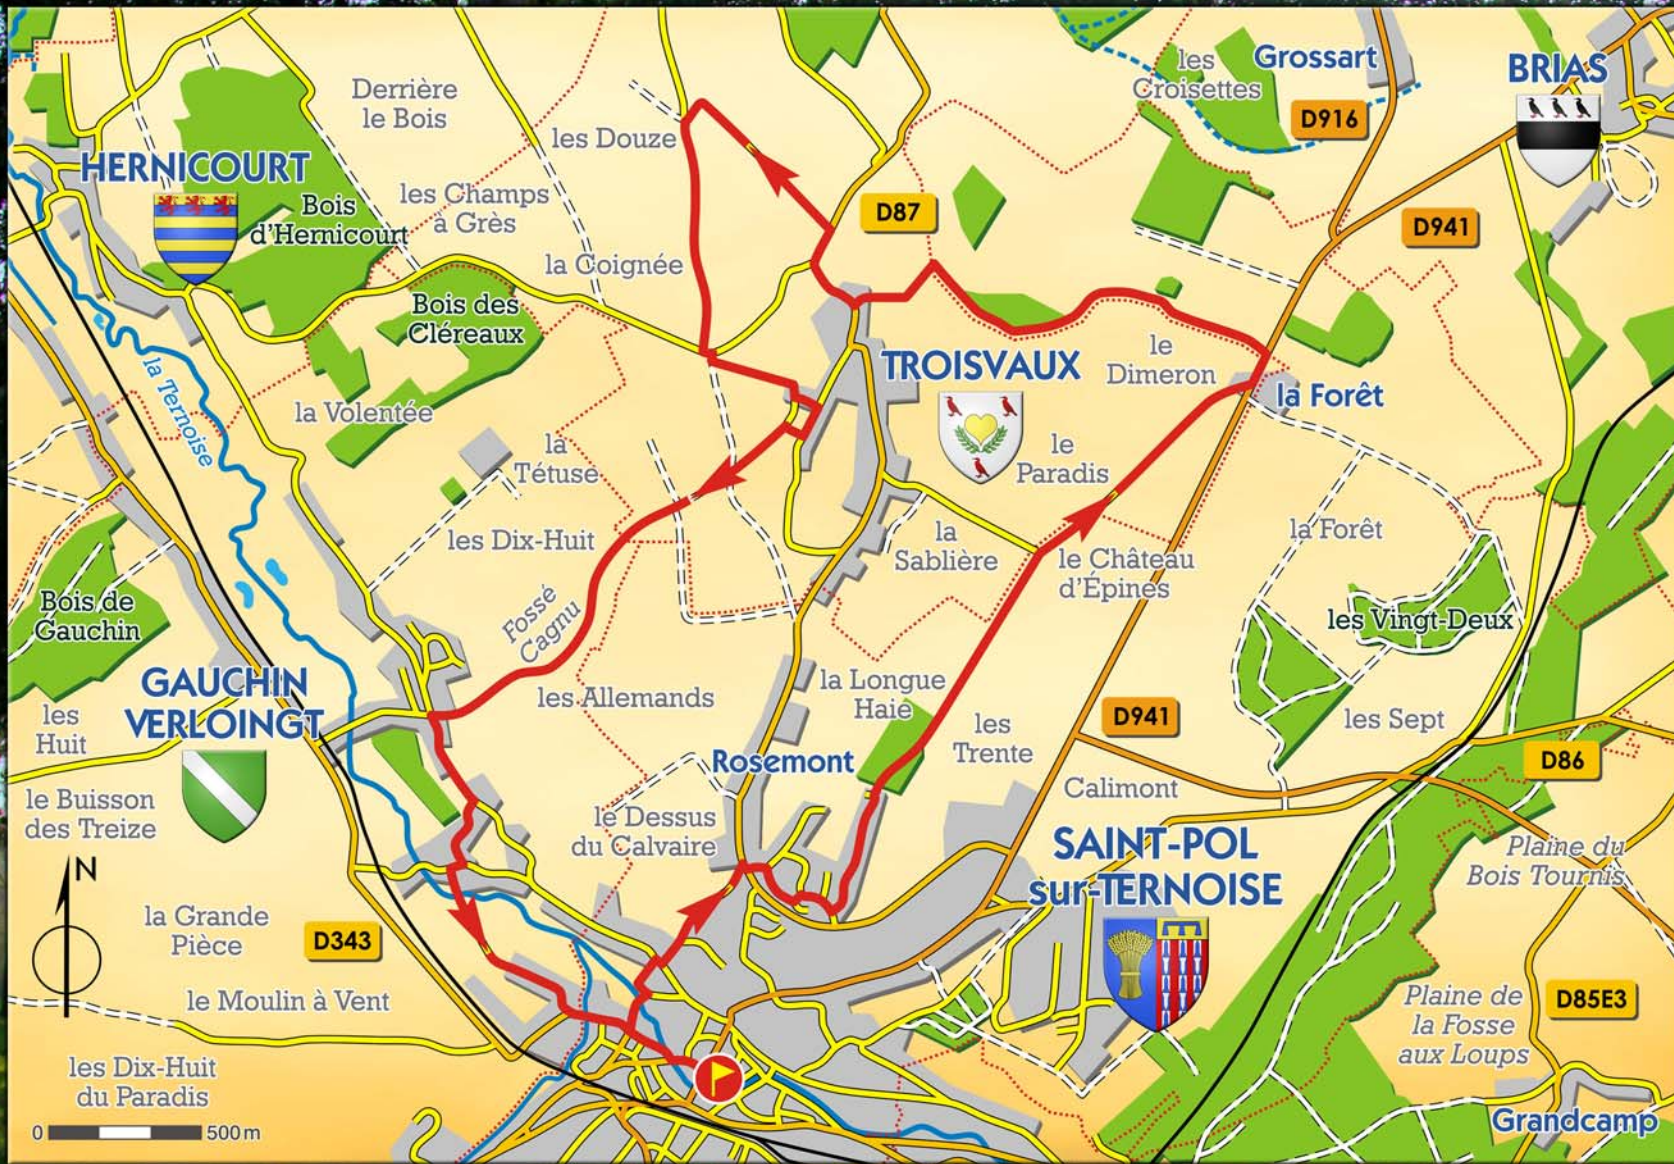 les
Croisettes
Grossart
BRIAS
Derrière
le Bois
D916
les Douze
HERNICOURT
Bois
d'Hernicourt
les Champs
à Grès
D87
D941
la Coignée
Bois des
Cléreaux
la Ternoise
TROISVAUX
le
Dimeron
la Forêt
la Volentée
la
Tétuse
le
Paradis
les Dix-Huit
la
Sablière
le Château
d'Épines
la Forêt
Bois de
Gauchin
Fossé
Cagnu
les Vingt-Deux
GAUCHIN
VERLOINGT
les Allemands
la Longue
Haie
les
Huit
les
Trente
D941
les Sept
Rosemont
D86
le Buisson
des Treize
le Dessus
du Calvaire
Calimont
SAINT-POL
sur-TERNOISE
Plaine du
Bois Tournis
N
la Grande
Pièce
D343
le Moulin à Vent
Plaine de
la Fosse
aux Loups
D85E3
les Dix-Huit
du Paradis
0 500m
Grandcamp